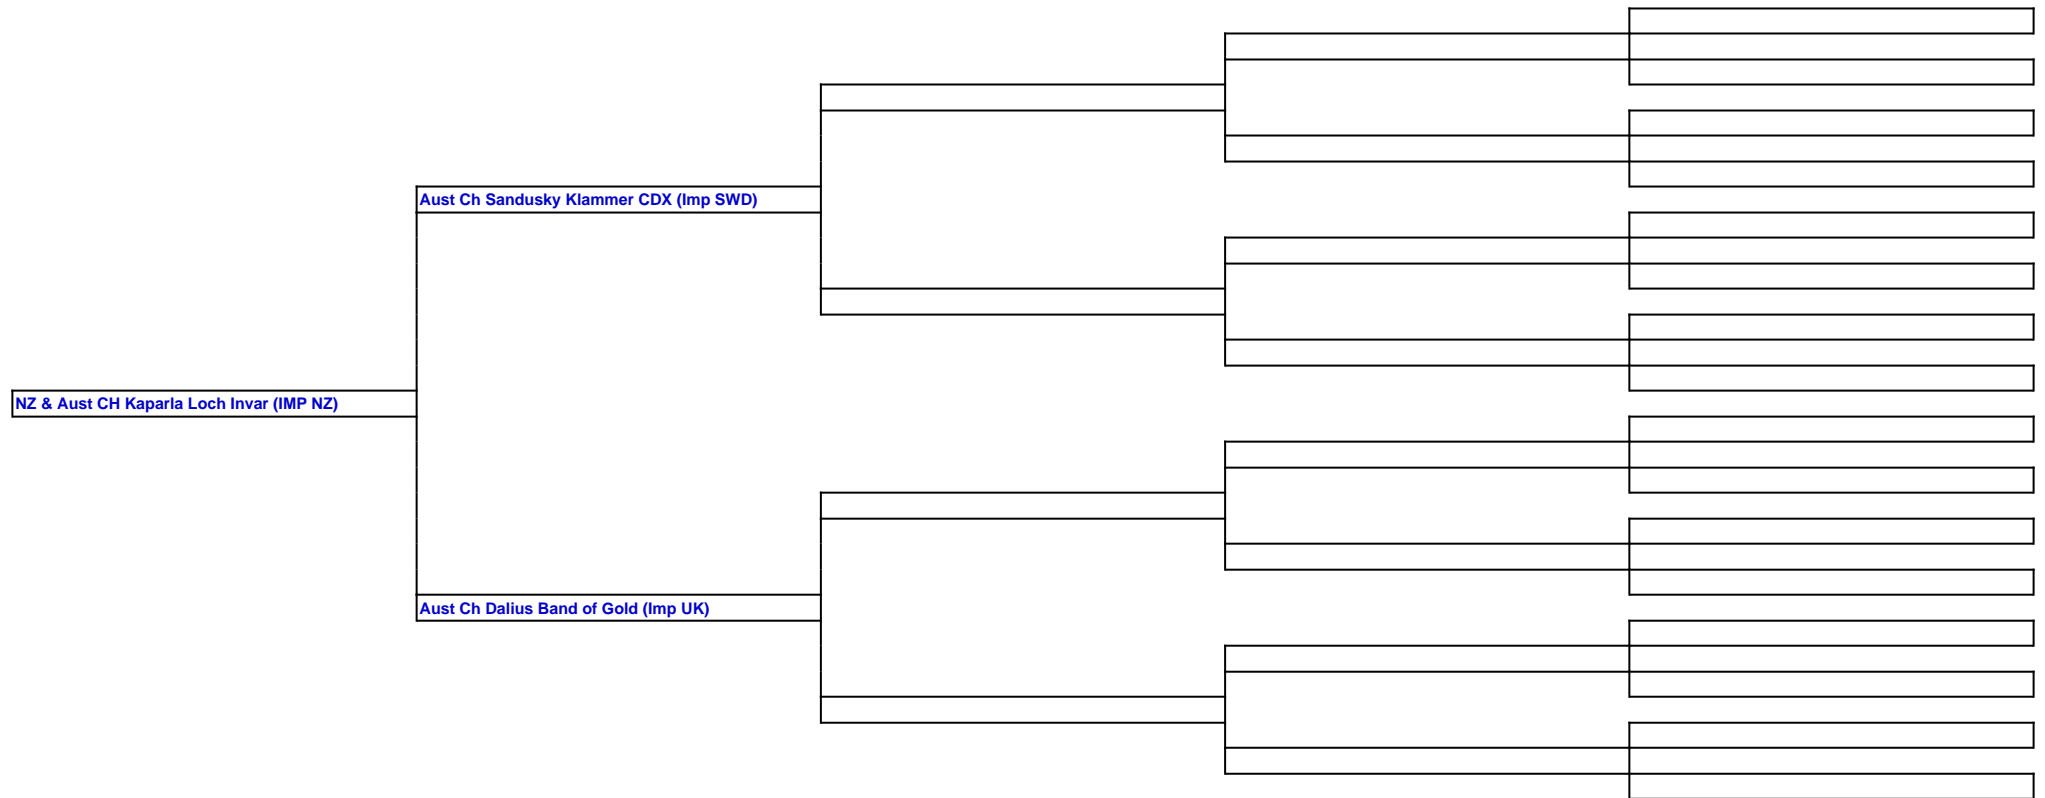 Aust Ch Sandusky Klammer CDX (Imp SWD)
NZ & Aust CH Kaparla Loch Invar (IMP NZ)
Aust Ch Dalius Band of Gold (Imp UK)